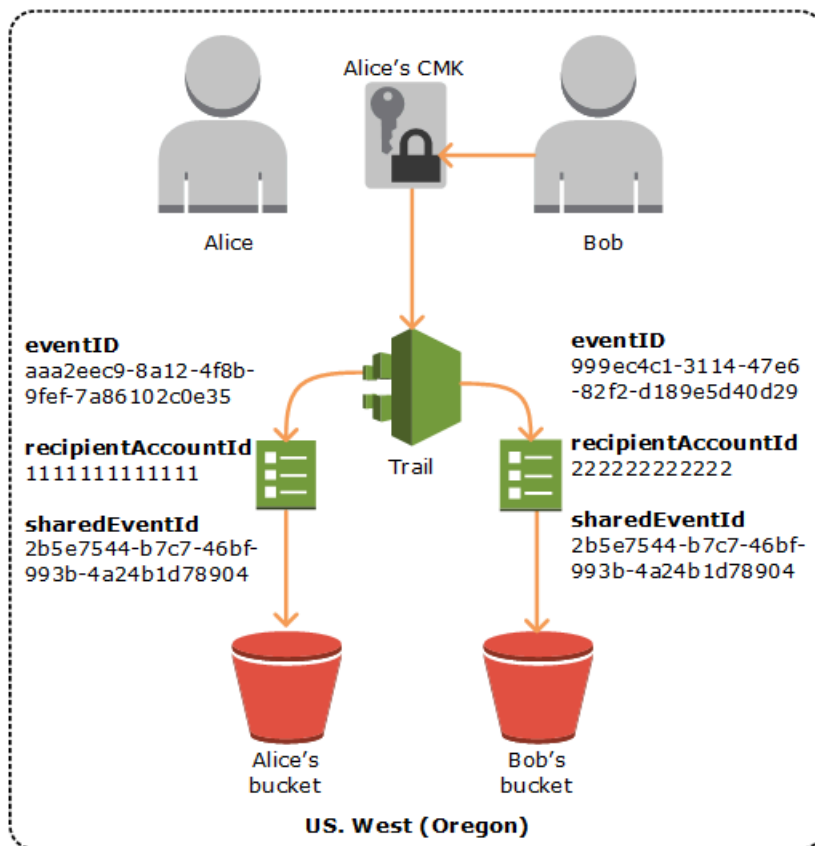 Alice's CMK
Alice
Bob
eventID
aaa2eec9-8a12-4f8b-
9fef-7a86102c0e35
recipientAccountId
1111111111111
sharedEventId
2b5e7544-b7c7-46bf-
993b-4a24b1d78904
Trail
eventID
999ec4c1-3114-47e6
-82f2-d189e5d40d29
recipientAccountId
222222222222
sharedEventId
2b5e7544-b7c7-46bf-
993b-4a24b1d78904
Alice's
bucket
Bob's
bucket
US. West (Oregon)